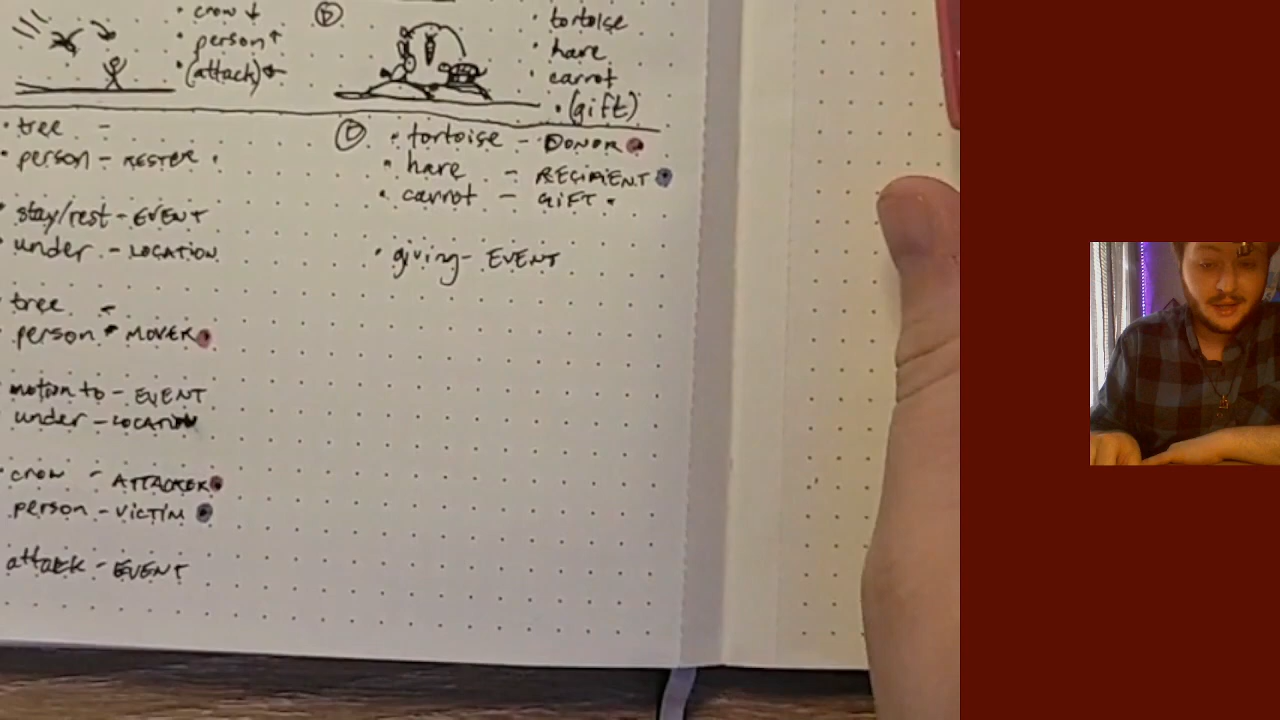 • crow ↓
• person ↑
• (attack) ←
B
• tortoise
• hare
• carrot
• (gift)
• tree -
• person - RESTER •
• stay/rest - EVENT
• under - LOCATION
tree -
person - MOVER
motion to - EVENT
under - LOCATION
• crow - ATTACKER
person - VICTIM
attack - EVENT
• tortoise - DONOR
• hare - RECIPIENT
• carrot - GIFT •
• giving - EVENT